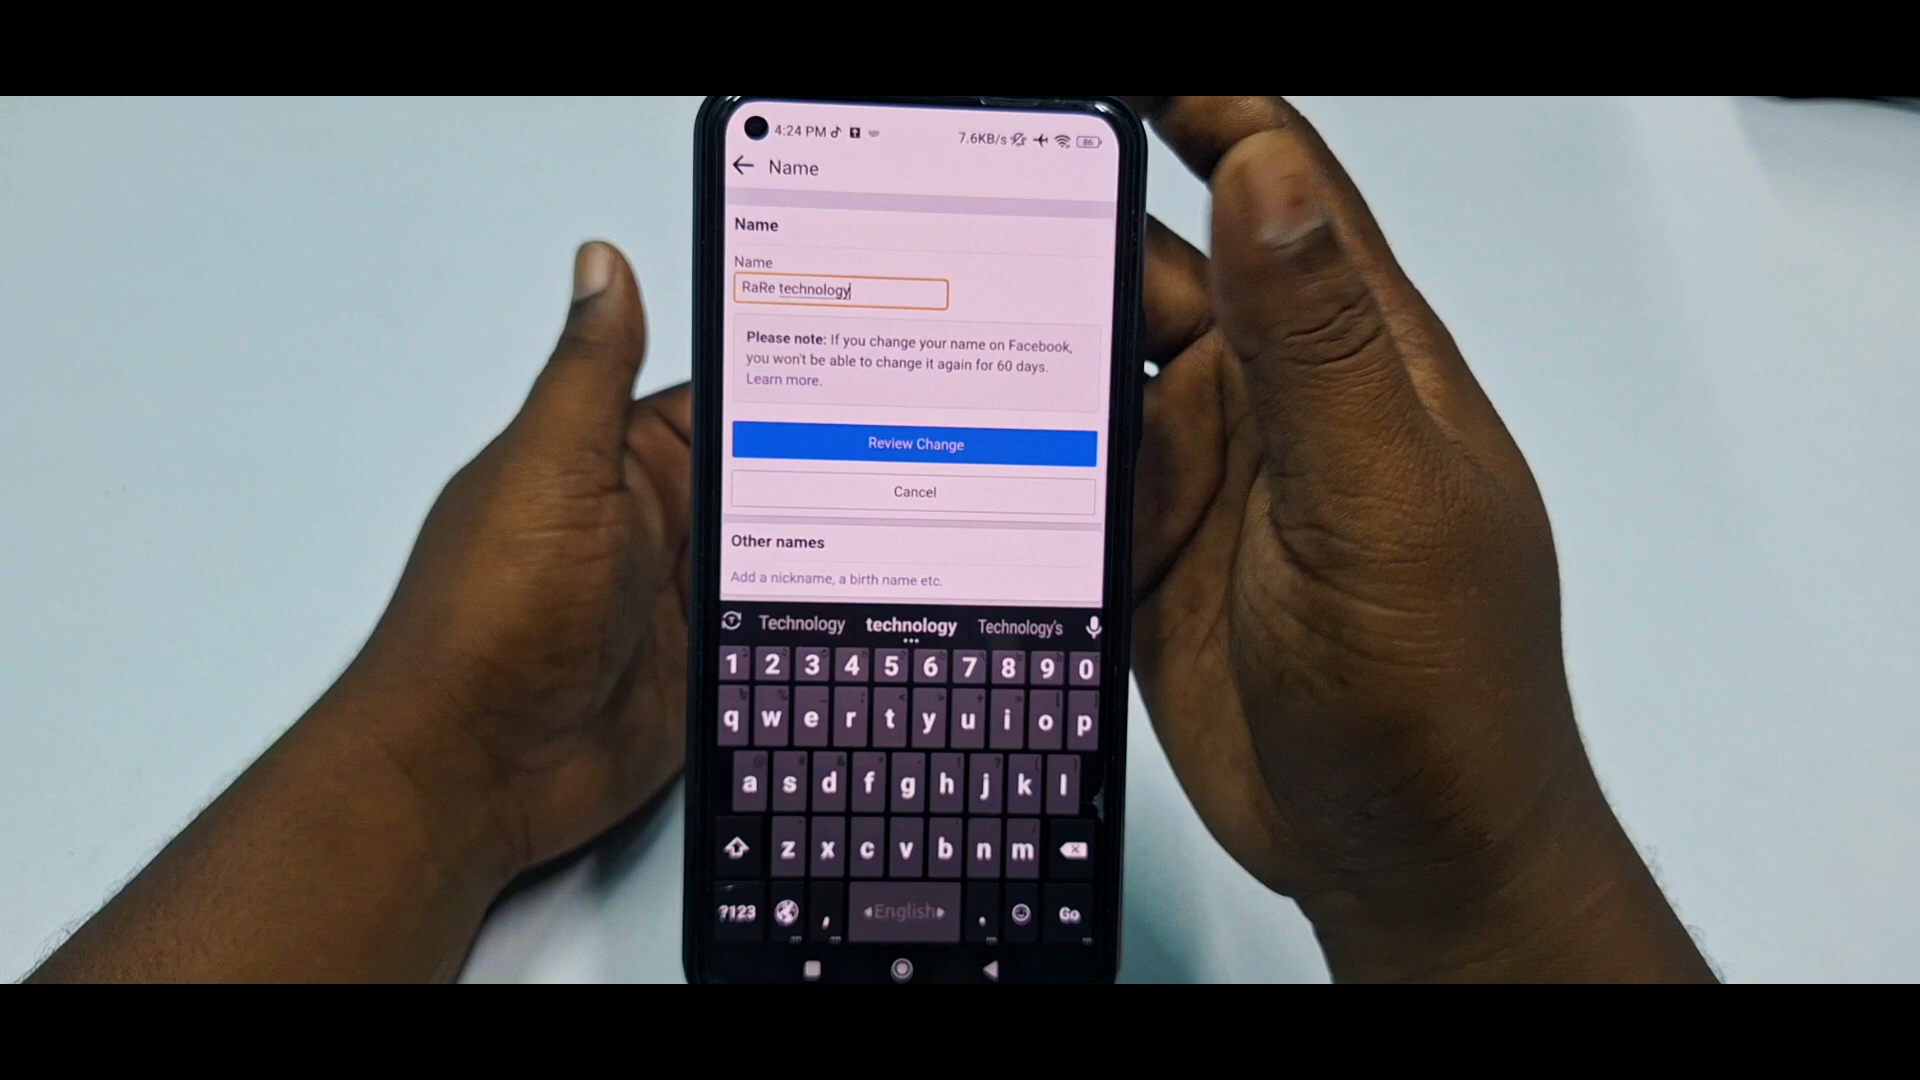 4:24 PM
7.6KB/s
86
Name
Name
Name
RaRe technology
Please note: If you change your name on Facebook,
you won't be able to change it again for 60 days.
Learn more.
Review Change
Cancel
Other names
Add a nickname, a birth name etc.
Technology technology Technology's
1 2 3 4 5 6 7 8 9 0
q w e r t y u i o p
a s d f g h j k l
z x c v b n m
?123 , English . Go